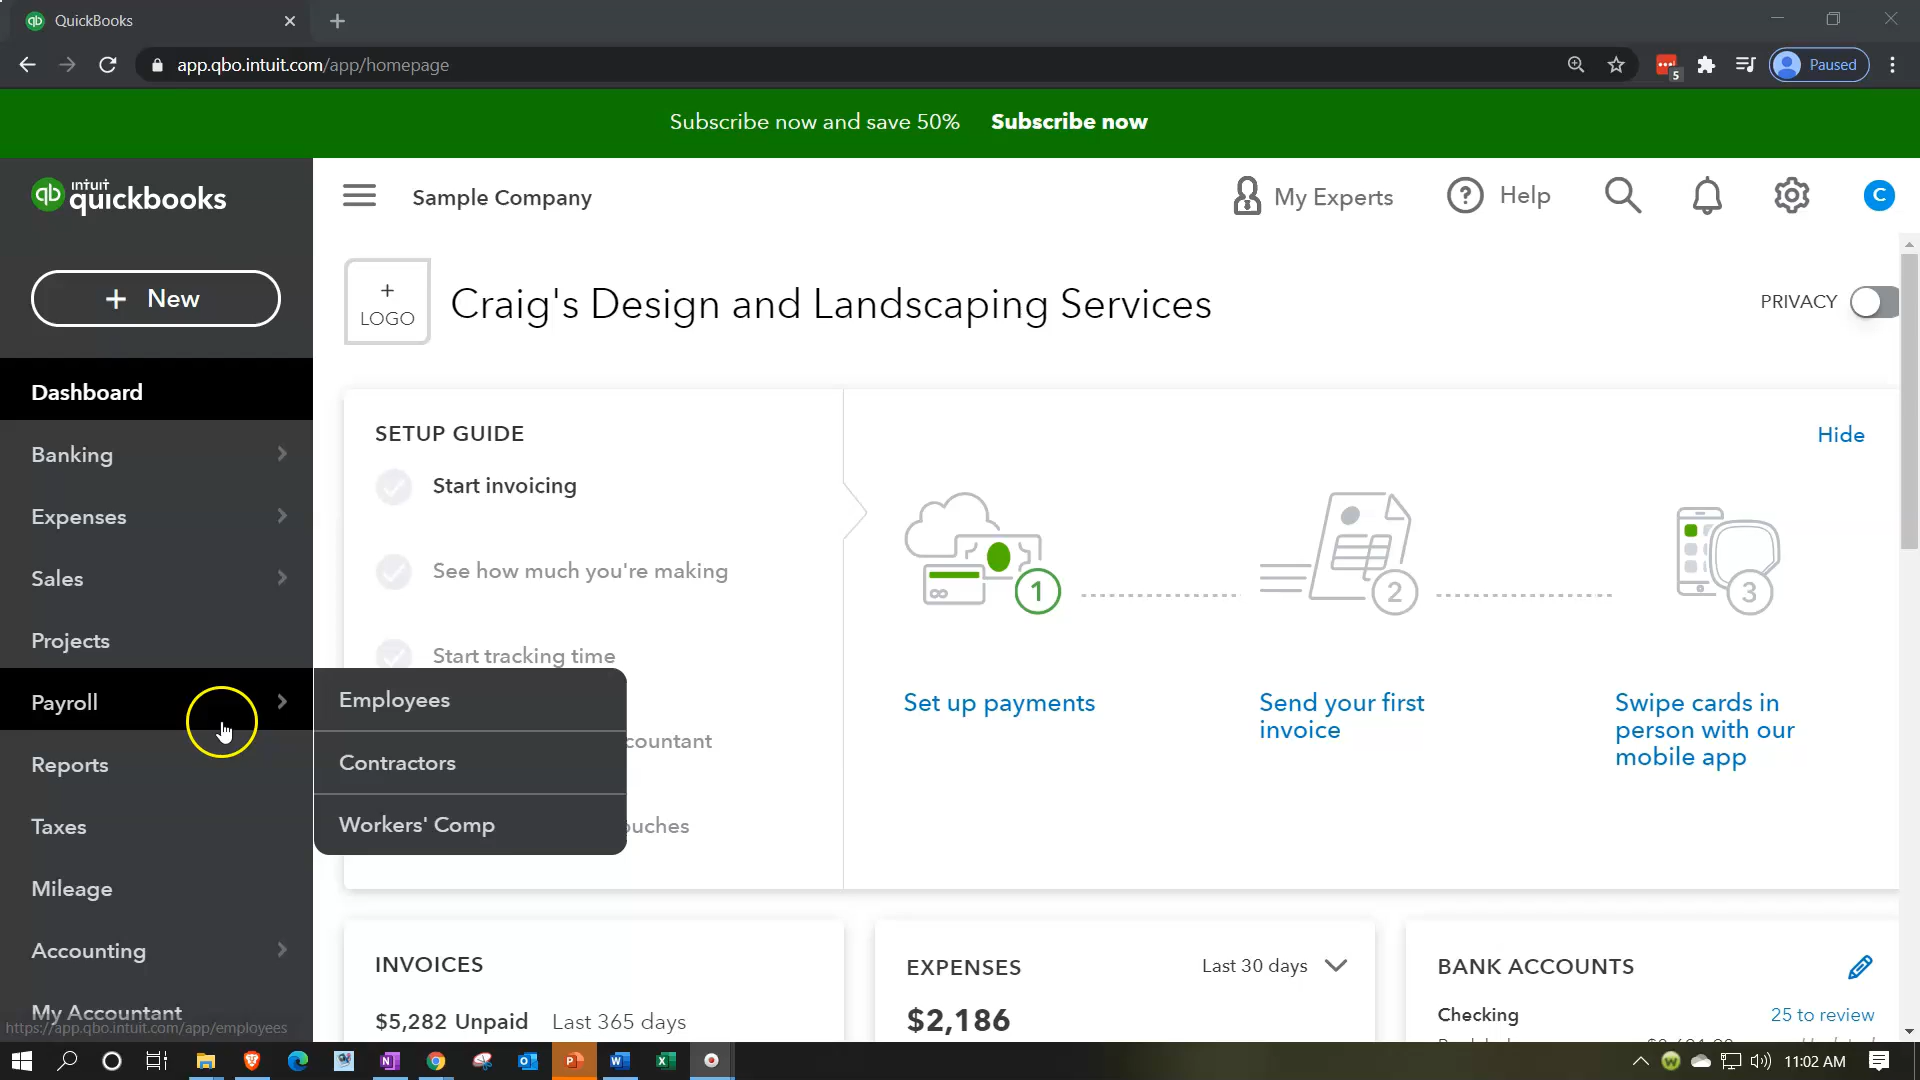 QuickBooks
app.qbo.intuit.com/app/homepage
5
Paused
Subscribe now and save 50% Subscribe now
intuit
qb quickbooks
Sample Company
My Experts
Help
C
+ New
+
LOGO
Craig's Design and Landscaping Services
PRIVACY
Dashboard
Banking
Expenses
Sales
Projects
Payroll
Reports
Taxes
Mileage
Accounting
My Accountant
https://app.qbo.intuit.com/app/employees
Employees
Contractors
Workers' Comp
SETUP GUIDE
Hide
Start invoicing
See how much you're making
Start tracking time
countant
ouches
1
2
3
Set up payments
Send your first
invoice
Swipe cards in
person with our
mobile app
INVOICES
$5,282 Unpaid Last 365 days
EXPENSES
Last 30 days
$2,186
BANK ACCOUNTS
Checking
25 to review
11:02 AM